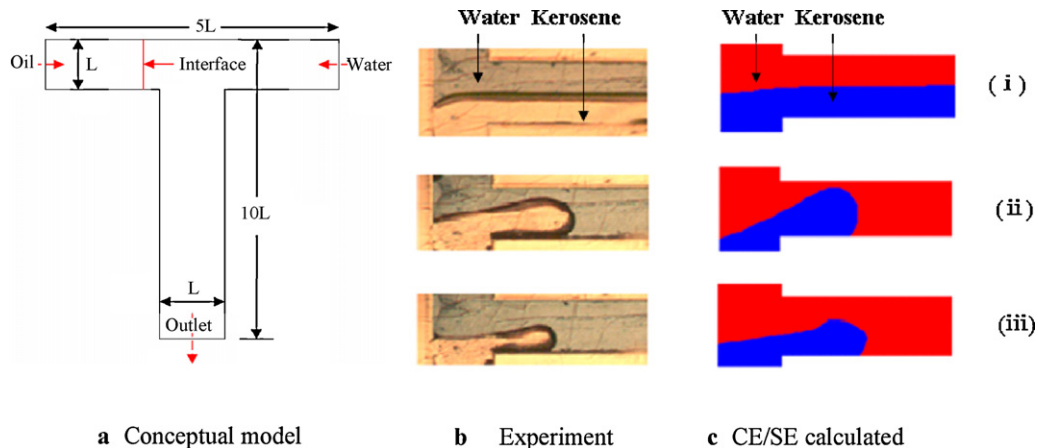 5L
Oil
L
Interface
Water
10L
L
Outlet
a Conceptual model
Water Kerosene
b Experiment
Water Kerosene
(i)
(ii)
(iii)
c CE/SE calculated